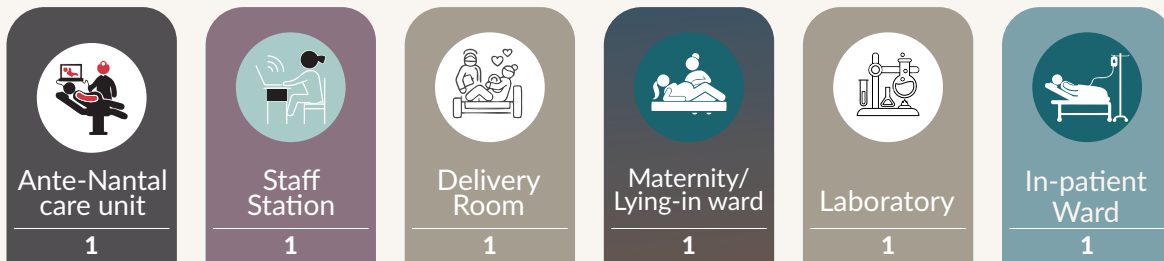 Ante-Nantal
care unit
1
Staff
Station
1
Delivery
Room
1
Maternity/
Lying-in ward
1
Laboratory
1
In-patient
Ward
1